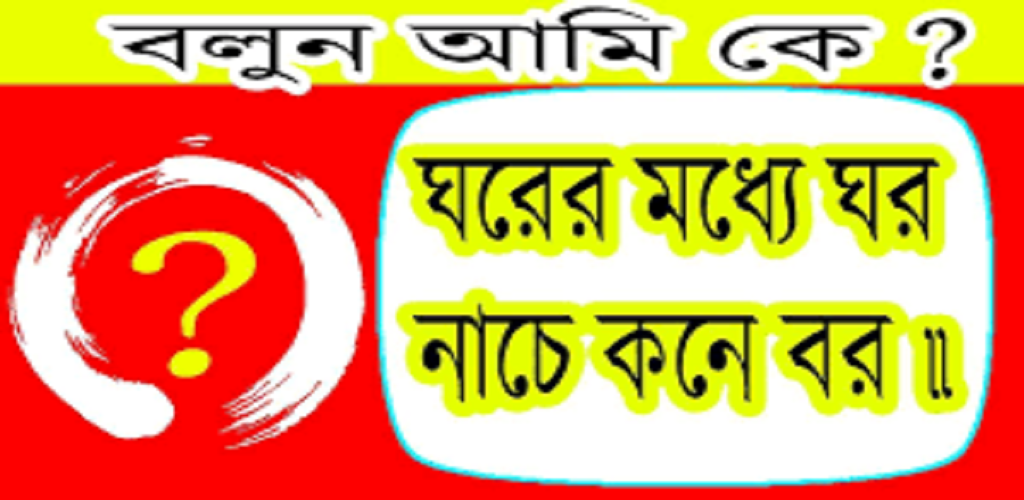 বলুন আমি কে ?
?
ঘরের মধ্যে ঘর
নাচে কনে বর ॥